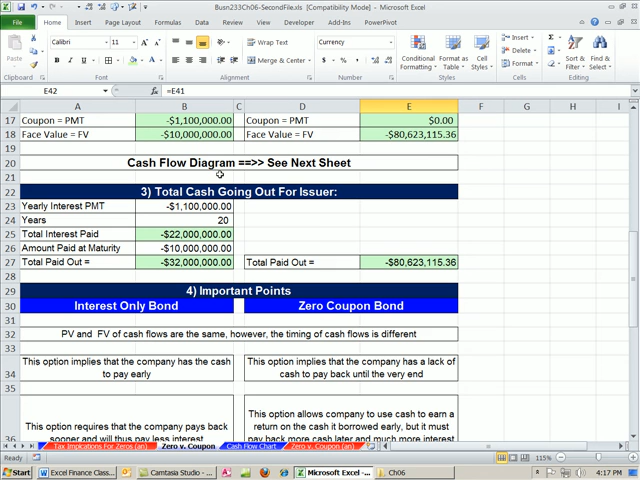 Busn233Ch06-SecondFile.xls [Compatibility Mode] - Microsoft Excel
File Home Insert Page Layout Formulas Data Review View Add-Ins PowerPivot
Calibri 11 Wrap Text Currency Insert
Paste Merge & Center Conditional Formatting Format as Table Cell Styles Delete Format Sort & Filter Find & Select
Clipboard Font Alignment Number Styles Cells Editing
E42 fx =E41
A B C D E F G H I
17 Coupon = PMT -$1,100,000.00 Coupon = PMT $0.00
18 Face Value = FV -$10,000,000.00 Face Value = FV -$80,623,115.36
19
20 Cash Flow Diagram ==>> See Next Sheet
21
22 3) Total Cash Going Out For Issuer:
23 Yearly Interest PMT -$1,100,000.00
24 Years 20
25 Total Interest Paid -$22,000,000.00
26 Amount Paid at Maturity -$10,000,000.00
27 Total Paid Out = -$32,000,000.00 Total Paid Out = -$80,623,115.36
28
29 4) Important Points
30 Interest Only Bond Zero Coupon Bond
31
32 PV and FV of cash flows are the same, however, the timing of cash flows is different
33
This option implies that the company has the cash This option implies that the company has a lack of
34 to pay early cash to pay back until the very end
35
This option allows company to use cash to earn a
This option requires that the company pays back return on the cash it borrowed early, but it must
36 sooner and will thus pay less interest pay back more cash later and much more interest
Tax Implications For Zeros (an) Zero v. Coupon Cash Flow Chart Zero v. Coupon (an)
Ready 115%
Start Excel Finance Class... Camtasia Studio - ... Microsoft Excel - ... Ch06 4:17 PM